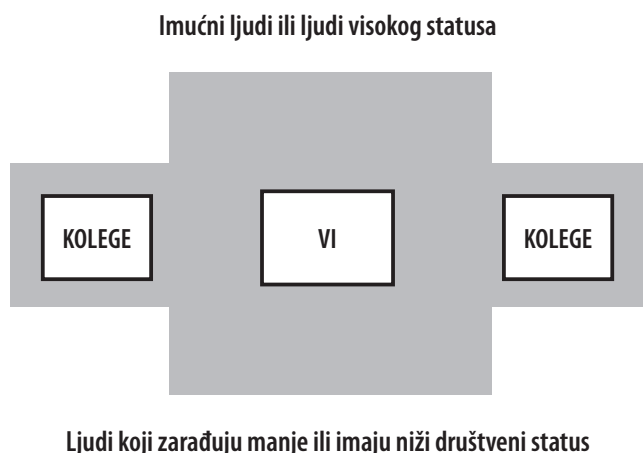 Imućni ljudi ili ljudi visokog statusa
KOLEGE
VI
KOLEGE
Ljudi koji zarađuju manje ili imaju niži društveni status